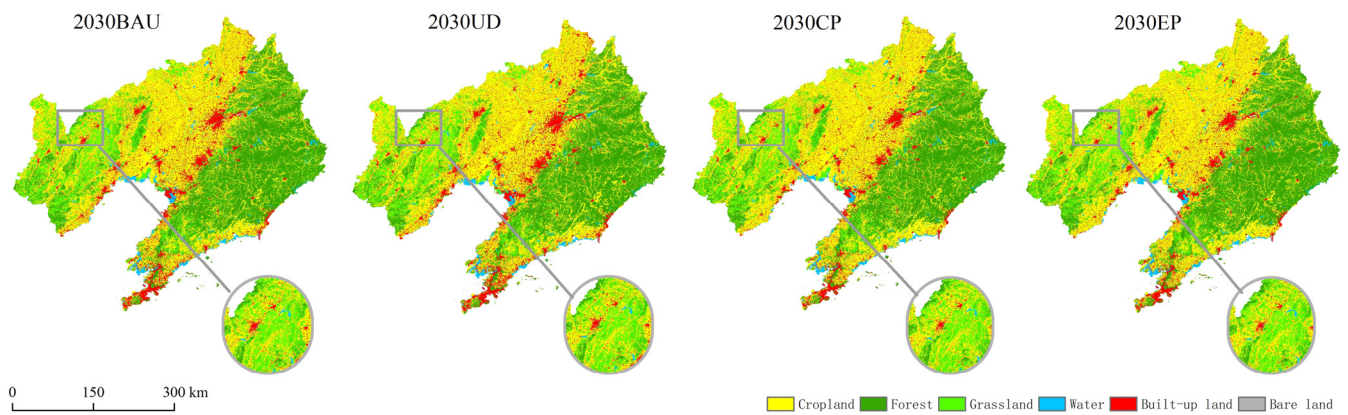 2030BAU 2030UD 2030CP 2030EP
0 150 300 km
Cropland Forest Grassland Water Built-up land Bare land